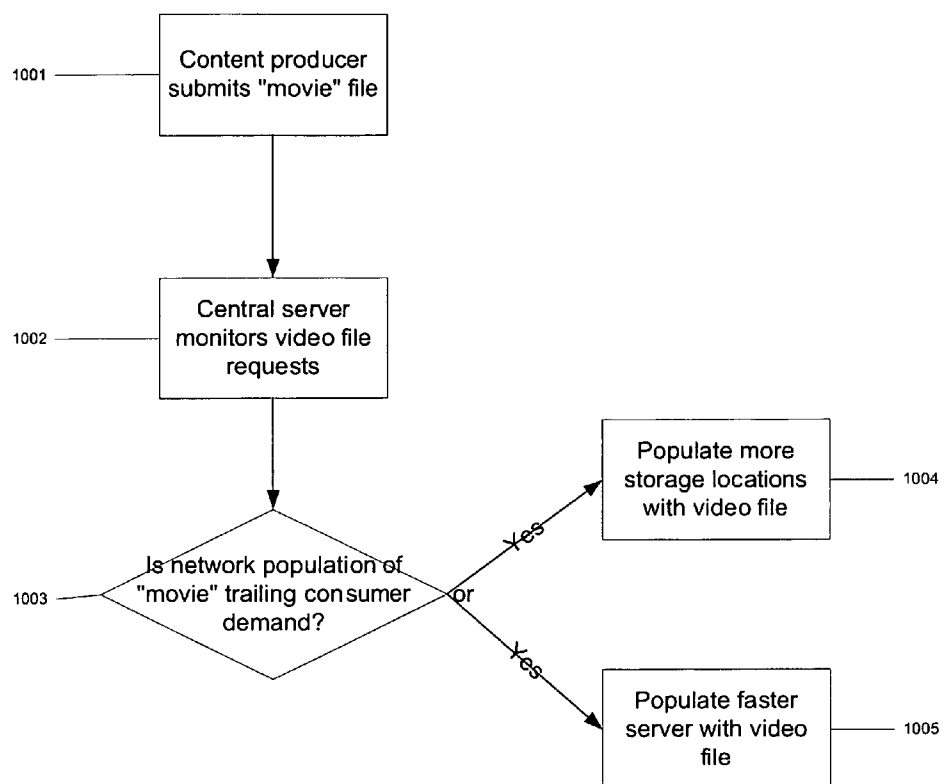 Content producer
submits "movie" file
1001
Central server
monitors video file
requests
1002
Is network population of
"movie" trailing consumer
demand?
1003
or
Yes
Populate more
storage locations
with video file
1004
Yes
Populate faster
server with video
file
1005